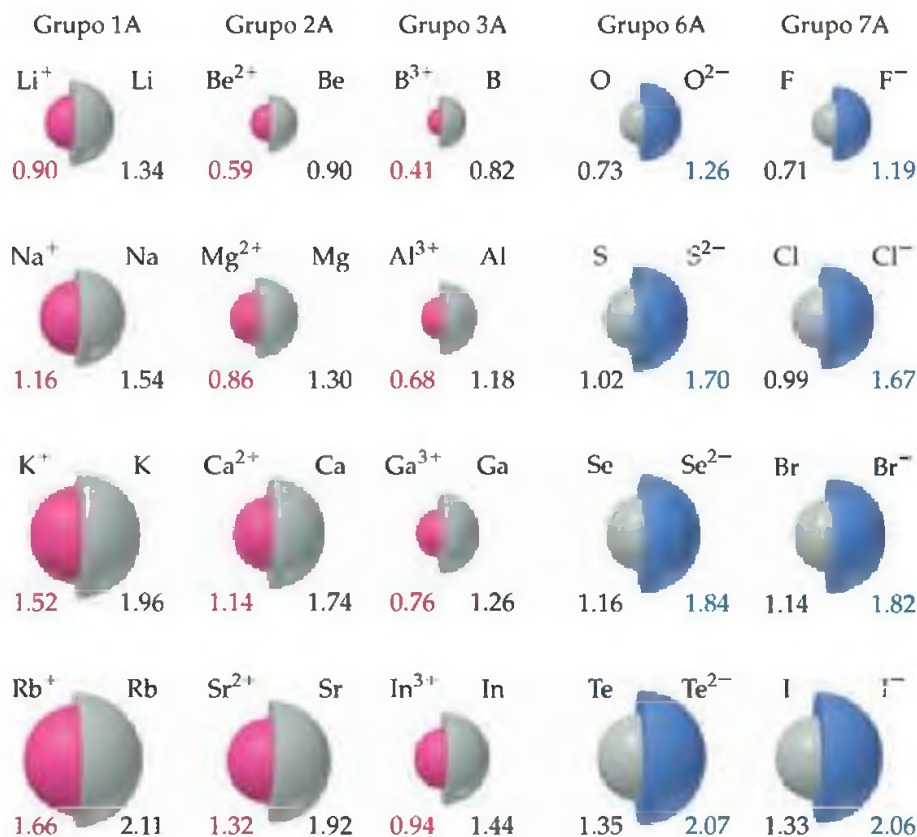 Grupo 1A Grupo 2A Grupo 3A Grupo 6A Grupo 7A
Li⁺ Li Be²⁺ Be B³⁺ B O O²⁻ F F⁻
0.90 1.34 0.59 0.90 0.41 0.82 0.73 1.26 0.71 1.19
Na⁺ Na Mg²⁺ Mg Al³⁺ Al S S²⁻ Cl Cl⁻
1.16 1.54 0.86 1.30 0.68 1.18 1.02 1.70 0.99 1.67
K⁺ K Ca²⁺ Ca Ga³⁺ Ga Se Se²⁻ Br Br⁻
1.52 1.96 1.14 1.74 0.76 1.26 1.16 1.84 1.14 1.82
Rb⁺ Rb Sr²⁺ Sr In³⁺ In Te Te²⁻ I I⁻
1.66 2.11 1.32 1.92 0.94 1.44 1.35 2.07 1.33 2.06